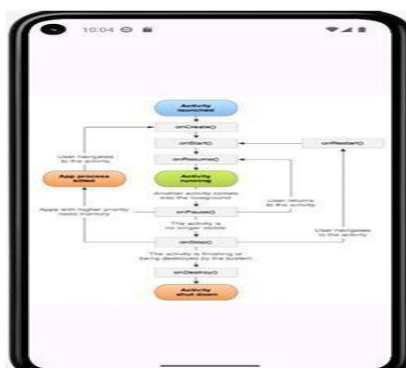 10:04
Activity
launched
onCreate()
onStart()
onRestart()
onResume()
User navigates
to the activity
App process
killed
Activity
running
Another activity comes
into the foreground
User returns
to the activity
Apps with higher priority
need memory
onPause()
The activity is
no longer visible
User navigates
to the activity
onStop()
The activity is finishing or
being destroyed by the system
onDestroy()
Activity
shut down